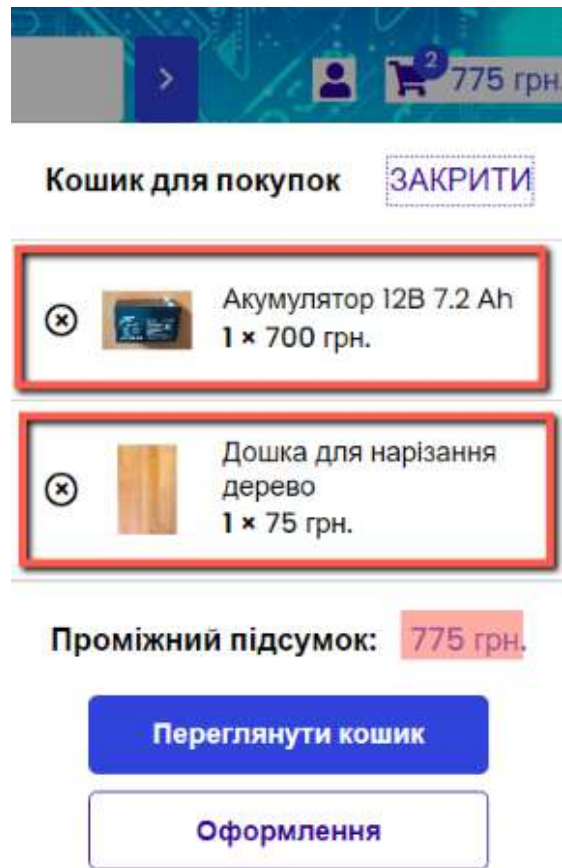 2
775 грн.
Кошик для покупок ЗАКРИТИ
Акумулятор 12В 7.2 Ah
1 × 700 грн.
Дошка для нарізання
дерево
1 × 75 грн.
Проміжний підсумок: 775 грн.
Переглянути кошик
Оформлення